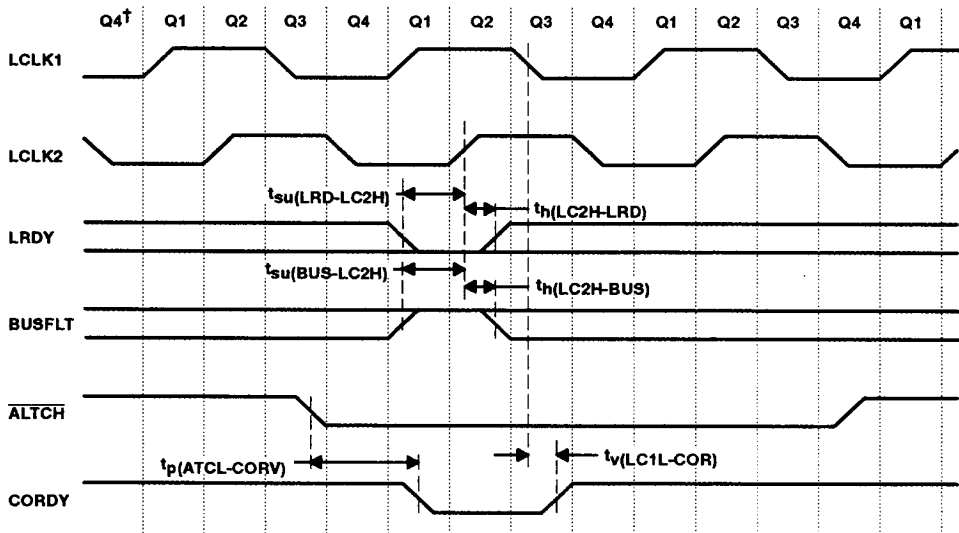 Q4† Q1 Q2 Q3 Q4 Q1 Q2 Q3 Q4 Q1 Q2 Q3 Q4 Q1
LCLK1
LCLK2
tsu(LRD-LC2H)
th(LC2H-LRD)
LRDY
tsu(BUS-LC2H)
th(LC2H-BUS)
BUSFLT
ALTCH
tp(ATCL-CORV)
tv(LC1L-COR)
CORDY